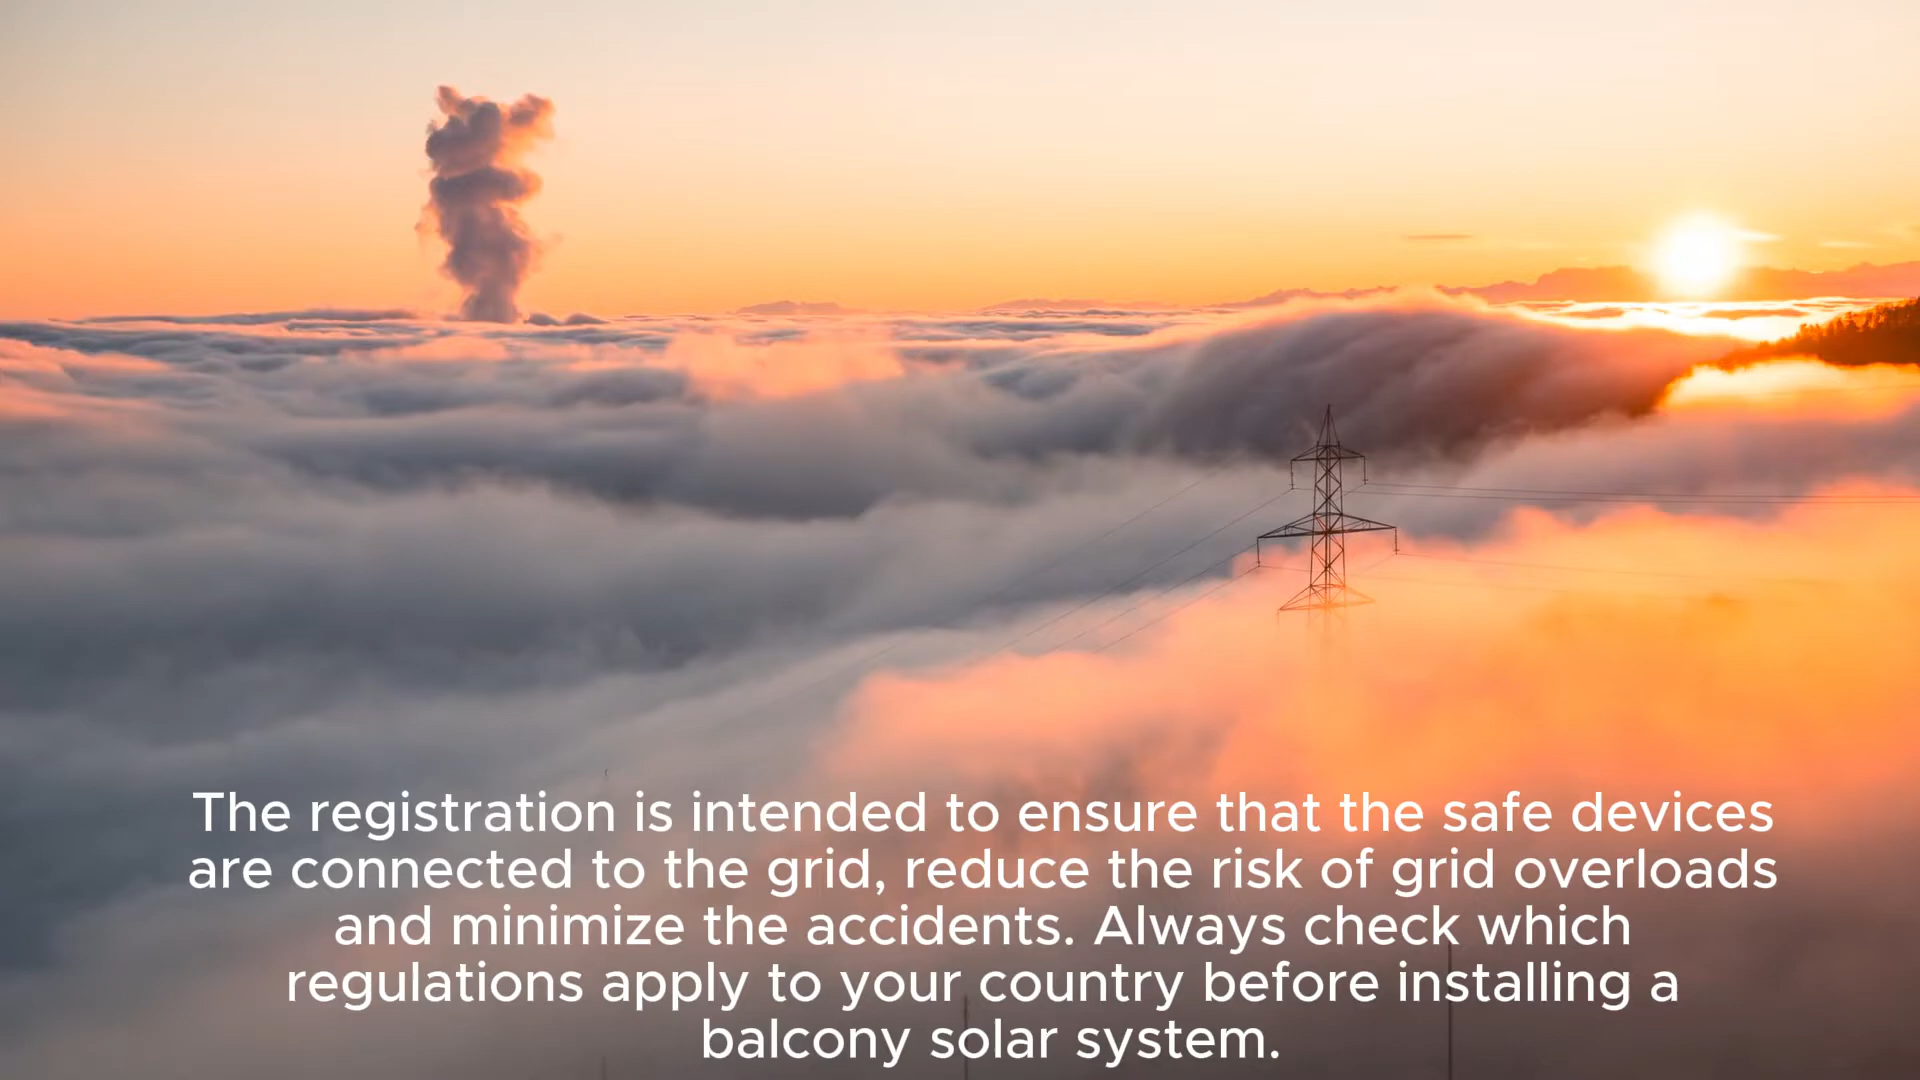 The registration is intended to ensure that the safe devices
are connected to the grid, reduce the risk of grid overloads
and minimize the accidents. Always check which
regulations apply to your country before installing a
balcony solar system.